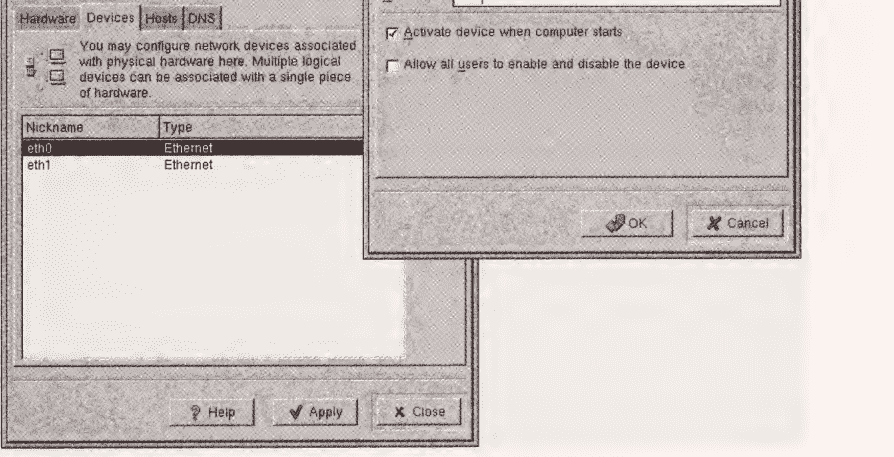 Hardware Devices Hosts DNS
You may configure network devices associated
with physical hardware here. Multiple logical
devices can be associated with a single piece
of hardware.
Nickname Type
eth0 Ethernet
eth1 Ethernet
Help Apply Close
Activate device when computer starts
Allow all users to enable and disable the device
OK Cancel